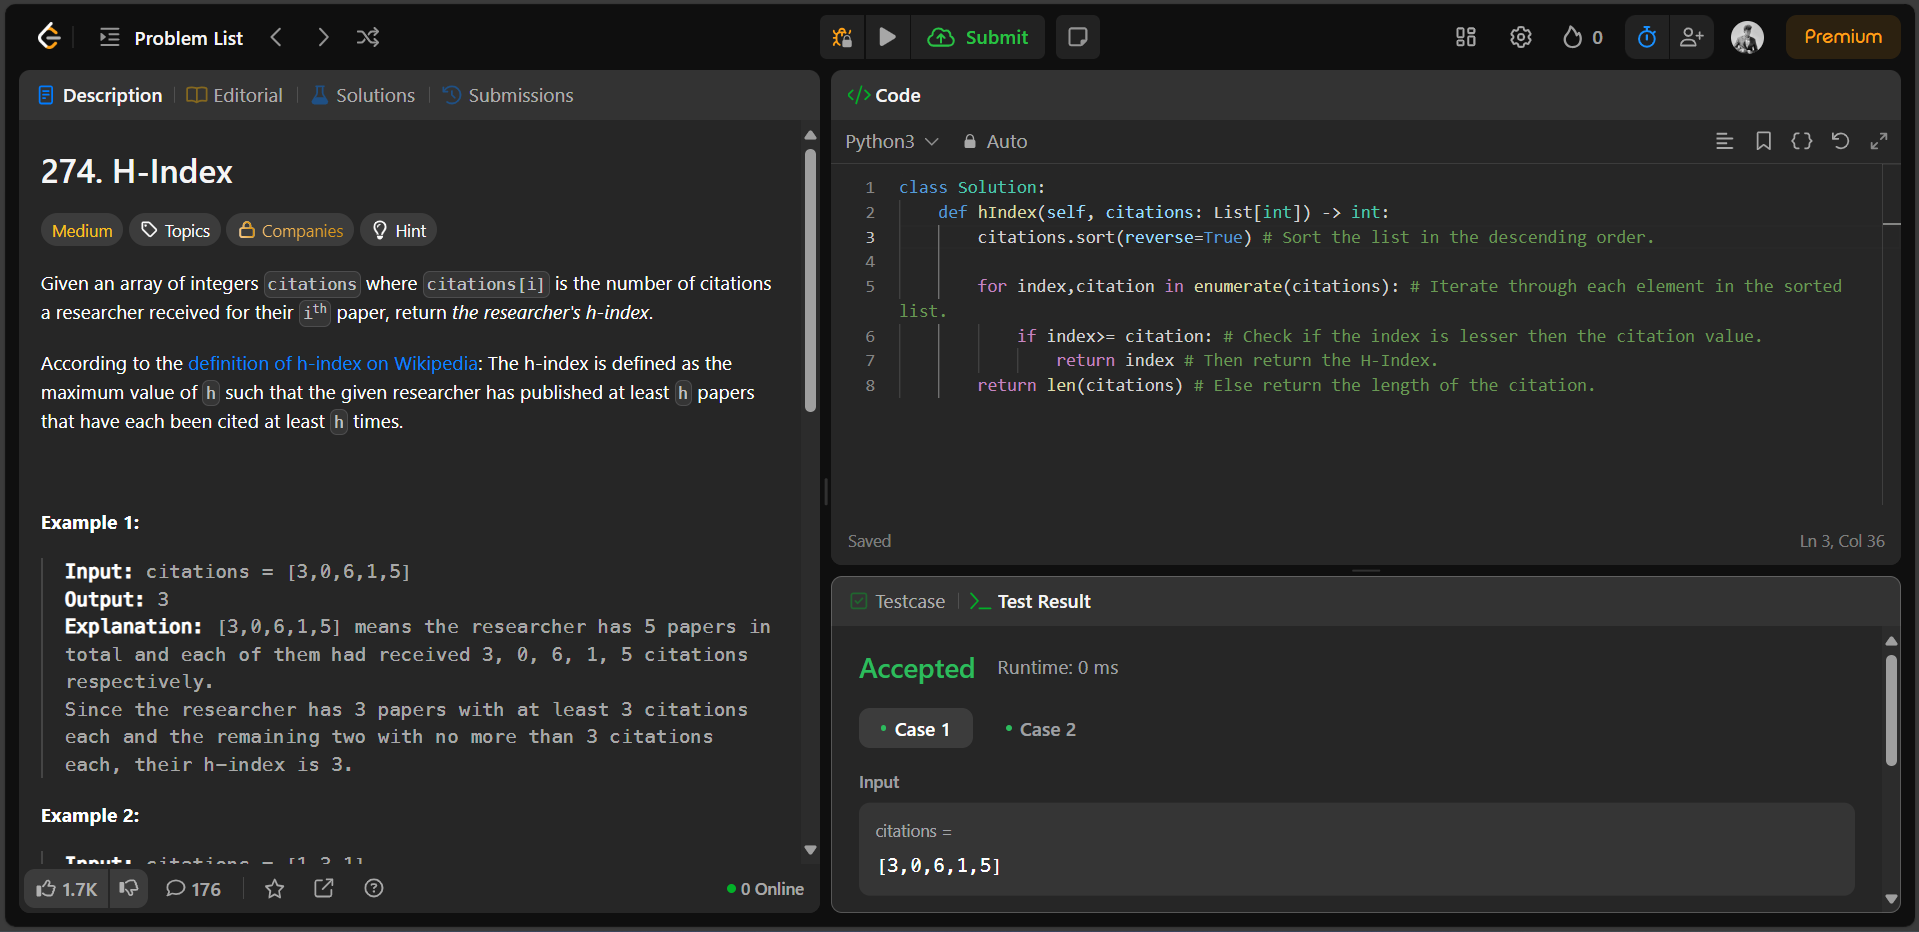 Problem List
Submit
0
Premium
Description
Editorial
Solutions
Submissions
274. H-Index
Medium
Topics
Companies
Hint
Given an array of integers citations where citations[i] is the number of citations
a researcher received for their ith paper, return the researcher's h-index.
According to the definition of h-index on Wikipedia: The h-index is defined as the
maximum value of h such that the given researcher has published at least h papers
that have each been cited at least h times.
Example 1:
Input: citations = [3,0,6,1,5]
Output: 3
Explanation: [3,0,6,1,5] means the researcher has 5 papers in
total and each of them had received 3, 0, 6, 1, 5 citations
respectively.
Since the researcher has 3 papers with at least 3 citations
each and the remaining two with no more than 3 citations
each, their h-index is 3.
Example 2:
Input: citations = [1,3,1]
1.7K
176
0 Online
</> Code
Python3
Auto
1 class Solution:
2 def hIndex(self, citations: List[int]) -> int:
3 citations.sort(reverse=True) # Sort the list in the descending order.
4
5 for index,citation in enumerate(citations): # Iterate through each element in the sorted
list.
6 if index>= citation: # Check if the index is lesser then the citation value.
7 return index # Then return the H-Index.
8 return len(citations) # Else return the length of the citation.
Saved
Ln 3, Col 36
Testcase
>_ Test Result
Accepted
Runtime: 0 ms
• Case 1
• Case 2
Input
citations =
[3,0,6,1,5]